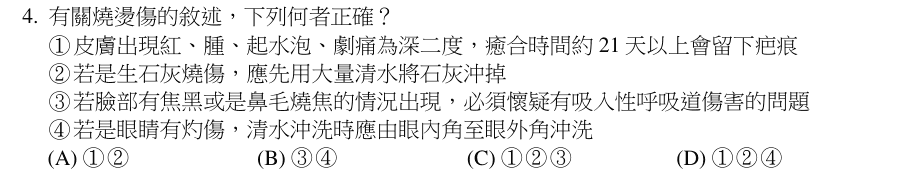 4. 有關燒燙傷的敘述，下列何者正確？
①皮膚出現紅、腫、起水泡、劇痛為深二度，癒合時間約 21 天以上會留下疤痕
②若是生石灰燒傷，應先用大量清水將石灰沖掉
③若臉部有焦黑或是鼻毛燒焦的情況出現，必須懷疑有吸入性呼吸道傷害的問題
④若是眼睛有灼傷，清水沖洗時應由眼內角至眼外角沖洗
(A) ①② (B) ③④ (C) ①②③ (D) ①②④